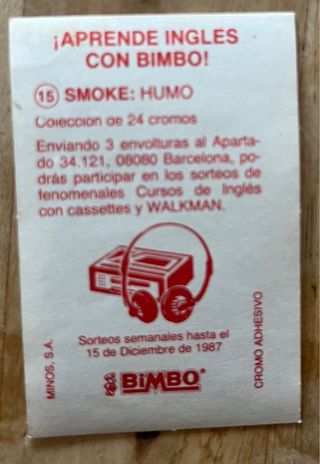 ¡APRENDE INGLES
CON BIMBO!
15 SMOKE: HUMO
Colección de 24 cromos
Enviando 3 envolturas al Aparta-
do 34.121, 08080 Barcelona, po-
drás participar en los sorteos de
fenomenales Cursos de Inglés
con cassettes y WALKMAN.
Sorteos semanales hasta el
15 de Diciembre de 1987
BIMBO
MINOS, S.A.
CROMO ADHESIVO